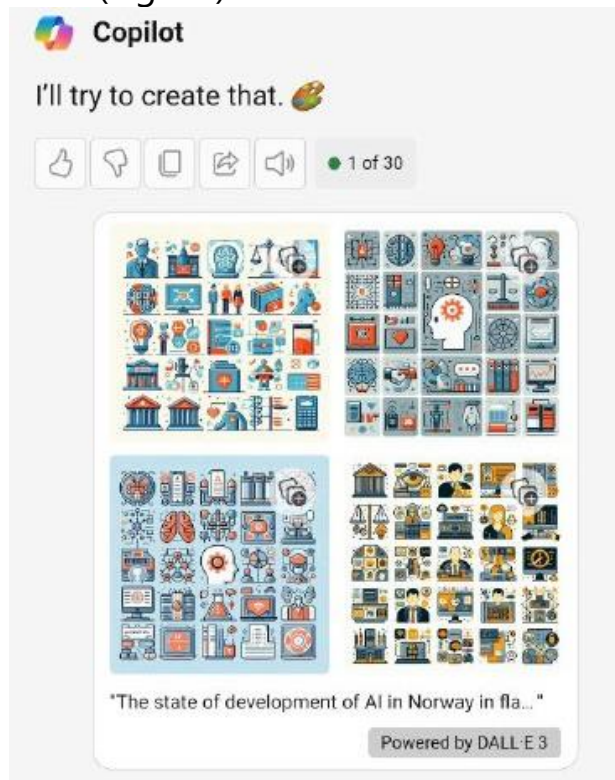 Copilot
I'll try to create that.
1 of 30
"The state of development of AI in Norway in fla..."
Powered by DALL·E 3